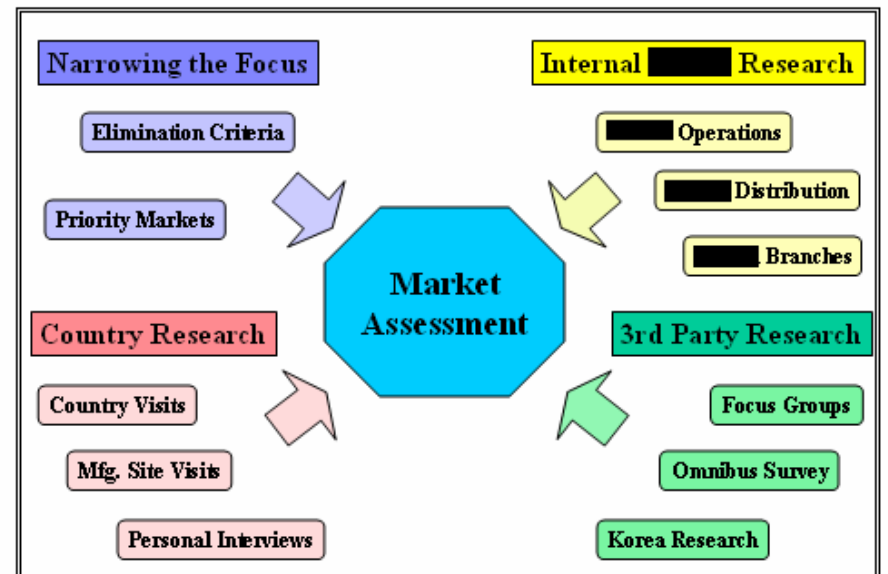 Narrowing the Focus
Elimination Criteria
Priority Markets
Internal Research
Operations
Distribution
Branches
Market
Assessment
Country Research
Country Visits
Mfg. Site Visits
Personal Interviews
3rd Party Research
Focus Groups
Omnibus Survey
Korea Research